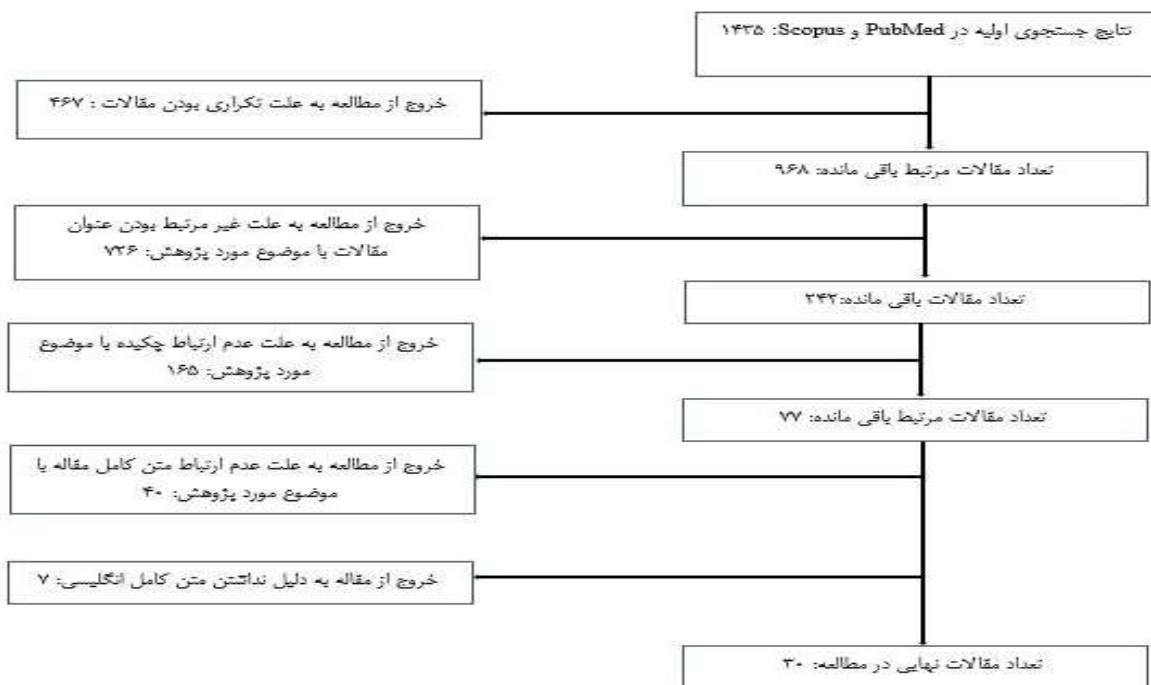 نتایج جستجوی اولیه در PubMed و Scopus: ۱۴۳۵
خروج از مطالعه به علت تکراری بودن مقالات : ۴۶۷
تعداد مقالات مرتبط باقی مانده: ۹۶۸
خروج از مطالعه به علت غیر مرتبط بودن عنوان
مقالات با موضوع مورد پژوهش: ۷۲۶
تعداد مقالات باقی مانده:۲۴۲
خروج از مطالعه به علت عدم ارتباط چکیده با موضوع
مورد پژوهش: ۱۶۵
تعداد مقالات مرتبط باقی مانده: ۷۷
خروج از مطالعه به علت عدم ارتباط متن کامل مقاله با
موضوع مورد پژوهش: ۴۰
خروج از مقاله به دلیل نداشتن متن کامل انگلیسی: ۷
تعداد مقالات نهایی در مطالعه: ۳۰